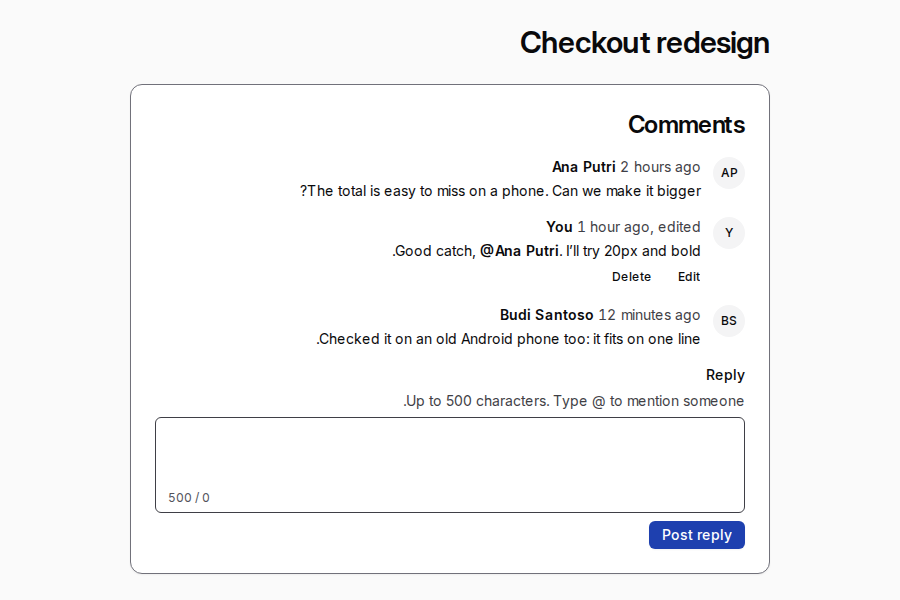 Checkout redesign
Comments
AP
Ana Putri 2 hours ago
?The total is easy to miss on a phone. Can we make it bigger
Y
You 1 hour ago, edited
.Good catch, @Ana Putri. I’ll try 20px and bold
Delete Edit
BS
Budi Santoso 12 minutes ago
.Checked it on an old Android phone too: it fits on one line
Reply
.Up to 500 characters. Type @ to mention someone
500 / 0
Post reply